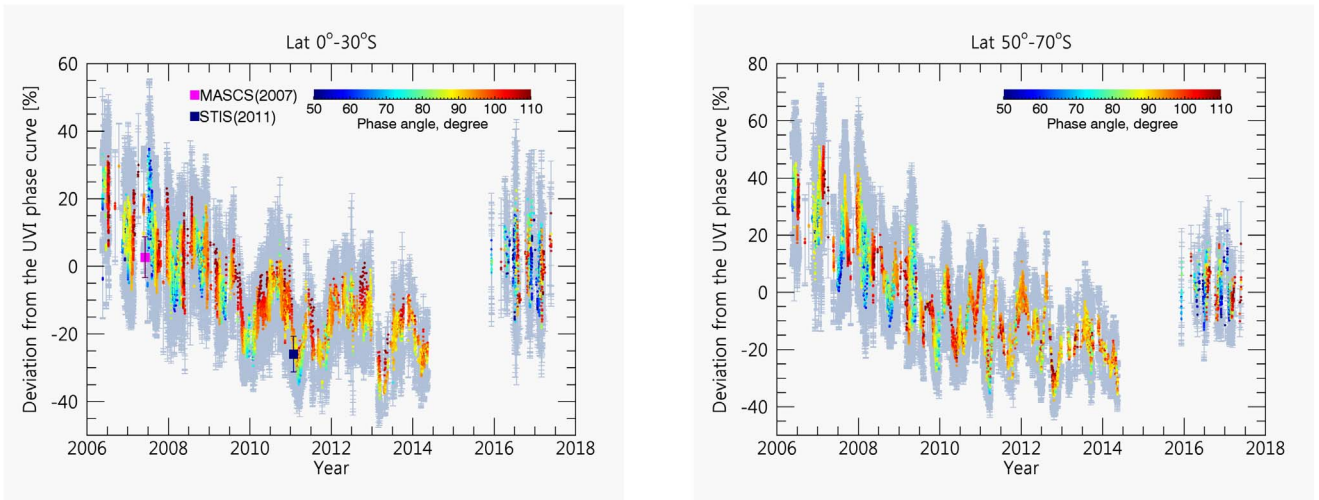 Lat 0°-30°S
Deviation from the UVI phase curve [%]
60
40
20
0
-20
-40
MASCS(2007)
STIS(2011)
50 60 70 80 90 100 110
Phase angle, degree
2006 2008 2010 2012 2014 2016 2018
Year
Lat 50°-70°S
Deviation from the UVI phase curve [%]
80
60
40
20
0
-20
-40
50 60 70 80 90 100 110
Phase angle, degree
2006 2008 2010 2012 2014 2016 2018
Year